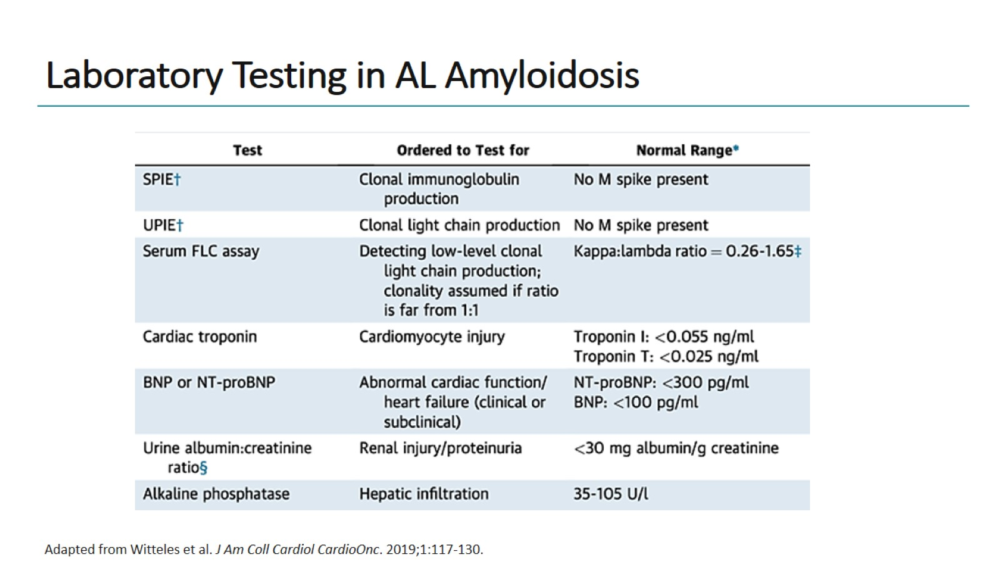 Laboratory Testing in AL Amyloidosis
Test Ordered to Test for Normal Range*
SPIE† Clonal immunoglobulin No M spike present
production
UPIE† Clonal light chain production No M spike present
Serum FLC assay Detecting low-level clonal Kappa:lambda ratio = 0.26-1.65‡
light chain production;
clonality assumed if ratio
is far from 1:1
Cardiac troponin Cardiomyocyte injury Troponin I: <0.055 ng/ml
Troponin T: <0.025 ng/ml
BNP or NT-proBNP Abnormal cardiac function/ NT-proBNP: <300 pg/ml
heart failure (clinical or BNP: <100 pg/ml
subclinical)
Urine albumin:creatinine Renal injury/proteinuria <30 mg albumin/g creatinine
ratio§
Alkaline phosphatase Hepatic infiltration 35-105 U/l
Adapted from Witteles et al. J Am Coll Cardiol CardioOnc. 2019;1:117-130.